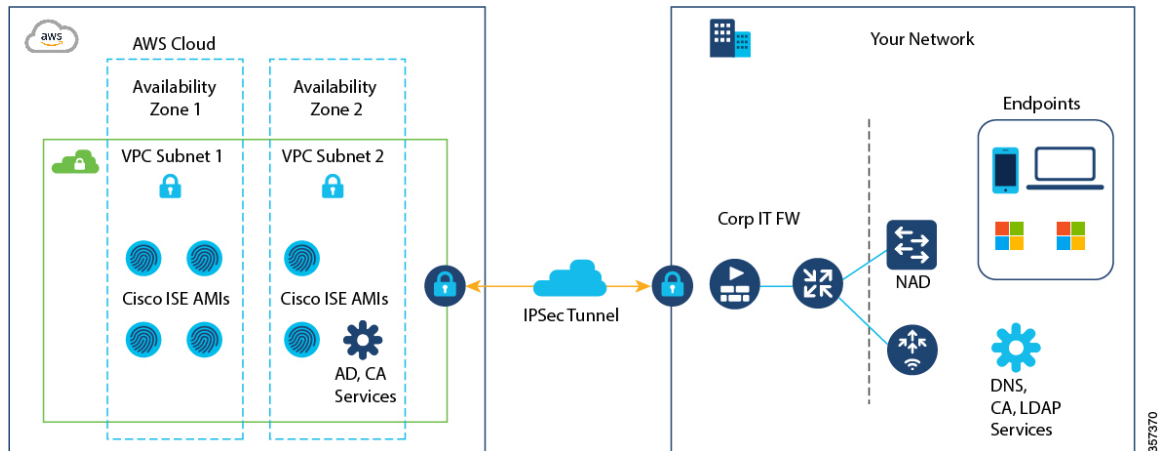 aws
AWS Cloud
Availability
Zone 1
Availability
Zone 2
VPC Subnet 1
VPC Subnet 2
Cisco ISE AMIs
Cisco ISE AMIs
AD, CA
Services
IPSec Tunnel
Your Network
Endpoints
Corp IT FW
NAD
DNS,
CA, LDAP
Services
357370